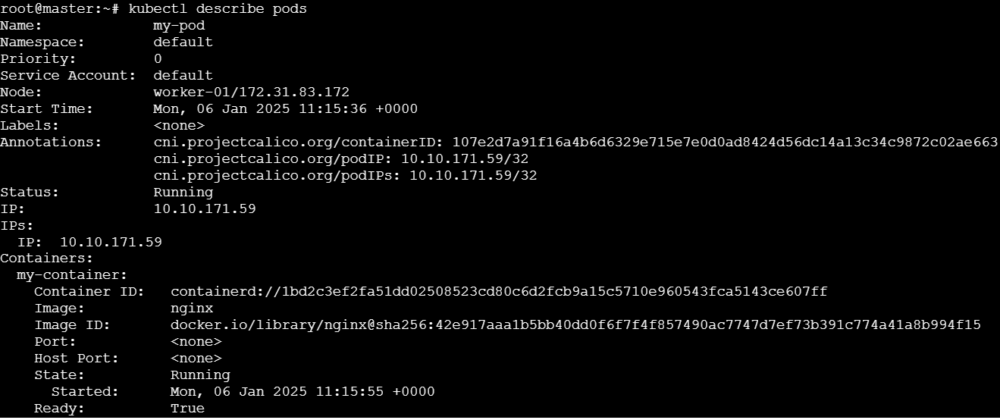 root@master:~# kubectl describe pods
Name:             my-pod
Namespace:        default
Priority:         0
Service Account:  default
Node:             worker-01/172.31.83.172
Start Time:       Mon, 06 Jan 2025 11:15:36 +0000
Labels:           <none>
Annotations:      cni.projectcalico.org/containerID: 107e2d7a91f16a4b6d6329e715e7e0d0ad8424d56dc14a13c34c9872c02ae663
                  cni.projectcalico.org/podIP: 10.10.171.59/32
                  cni.projectcalico.org/podIPs: 10.10.171.59/32
Status:           Running
IP:               10.10.171.59
IPs:
  IP:  10.10.171.59
Containers:
  my-container:
    Container ID:   containerd://1bd2c3ef2fa51dd02508523cd80c6d2fcb9a15c5710e960543fca5143ce607ff
    Image:          nginx
    Image ID:       docker.io/library/nginx@sha256:42e917aaa1b5bb40dd0f6f7f4f857490ac7747d7ef73b391c774a41a8b994f15
    Port:           <none>
    Host Port:      <none>
    State:          Running
      Started:      Mon, 06 Jan 2025 11:15:55 +0000
    Ready:          True